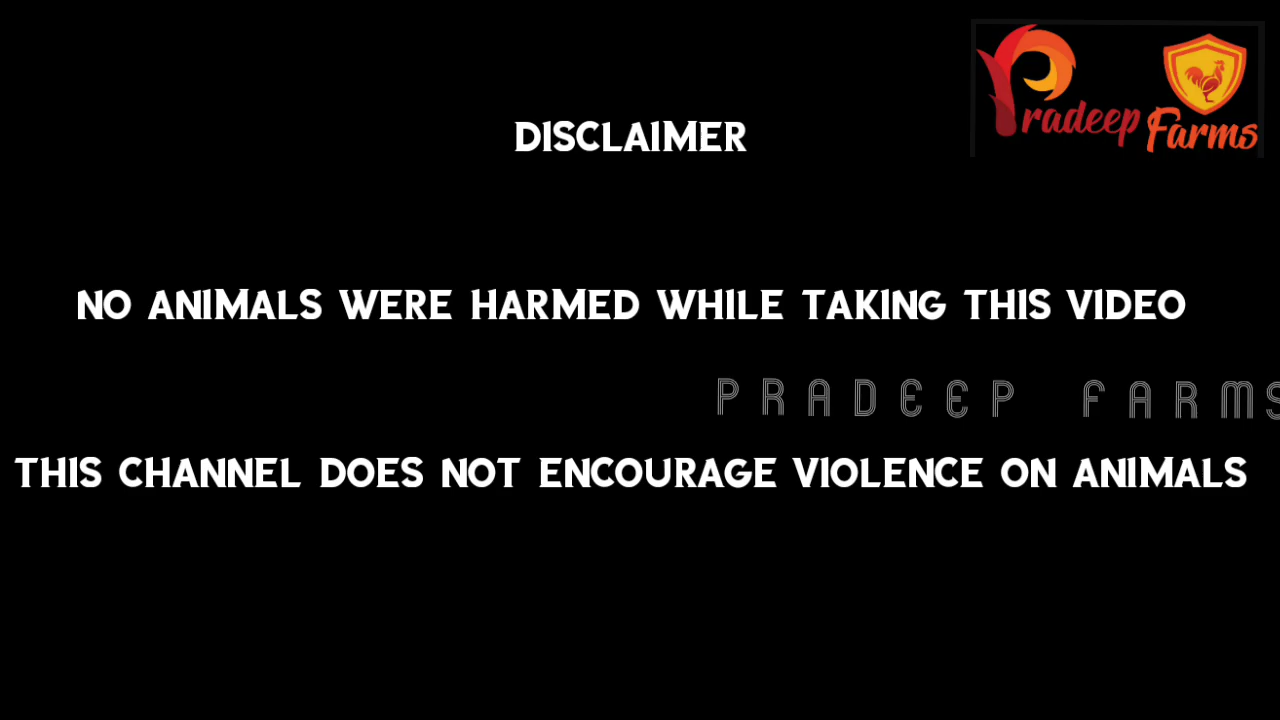 Pradeep Farms
DISCLAIMER
NO ANIMALS WERE HARMED WHILE TAKING THIS VIDEO
PRADEEP FARMS
THIS CHANNEL DOES NOT ENCOURAGE VIOLENCE ON ANIMALS